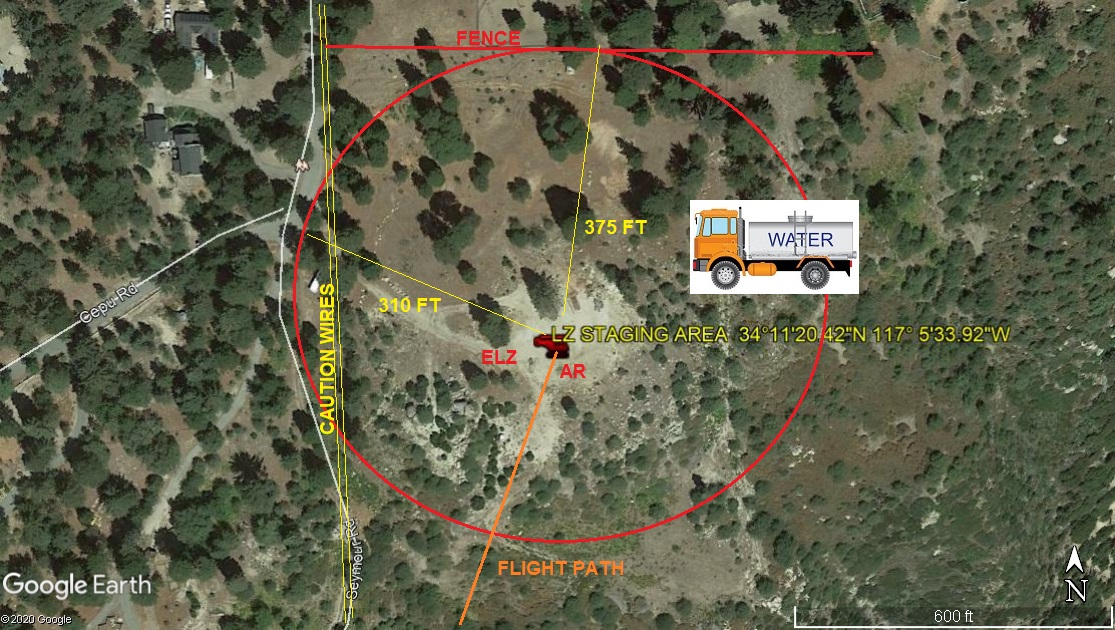 FENCE
375 FT
WATER
Cepu Rd
310 FT
CAUTION WIRES
LZ STAGING AREA 34°11'20.42"N 117° 5'33.92"W
ELZ
AR
Seymour Rd
FLIGHT PATH
Google Earth
N
600 ft
©2020 Google